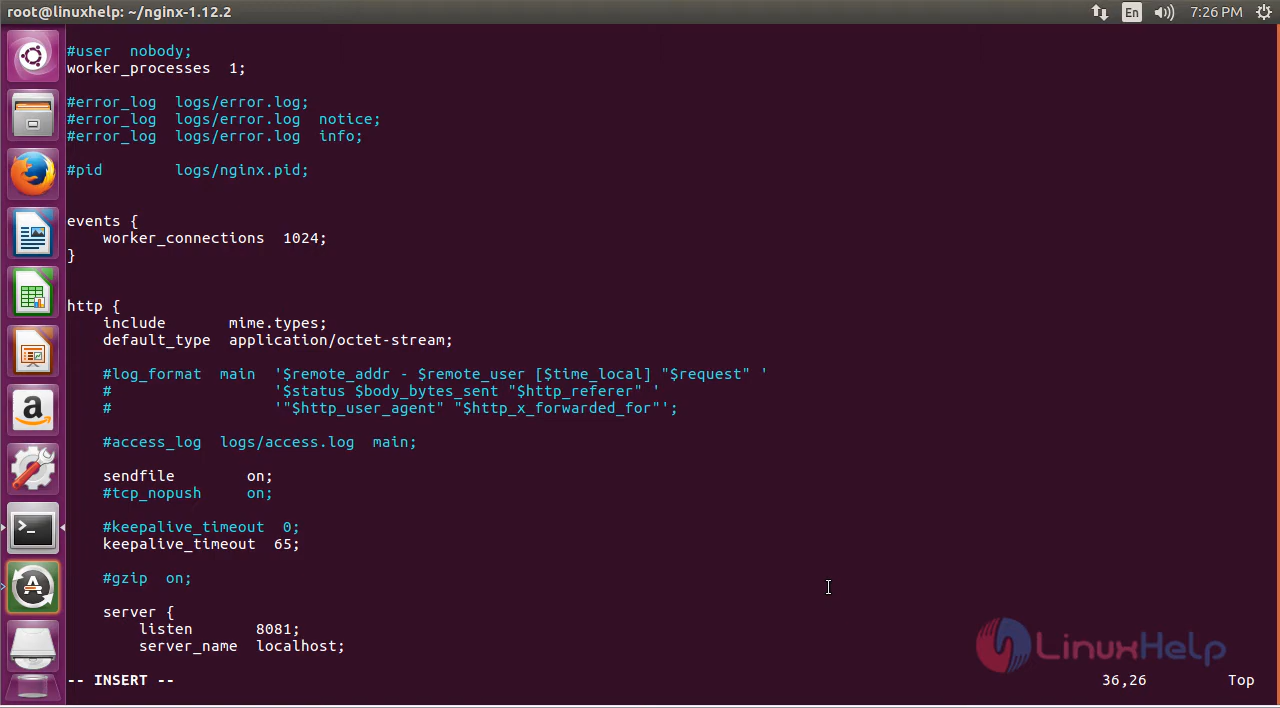 root@linuxhelp: ~/nginx-1.12.2
En
7:26 PM
#user  nobody;
worker_processes  1;
#error_log  logs/error.log;
#error_log  logs/error.log  notice;
#error_log  logs/error.log  info;
#pid        logs/nginx.pid;
events {
    worker_connections  1024;
}
http {
    include       mime.types;
    default_type  application/octet-stream;
    #log_format  main  '$remote_addr - $remote_user [$time_local] "$request" '
    #                  '$status $body_bytes_sent "$http_referer" '
    #                  '"$http_user_agent" "$http_x_forwarded_for"';
    #access_log  logs/access.log  main;
    sendfile        on;
    #tcp_nopush     on;
    #keepalive_timeout  0;
    keepalive_timeout  65;
    #gzip  on;
    server {
        listen       8081;
        server_name  localhost;
LinuxHelp
-- INSERT --
36,26
Top